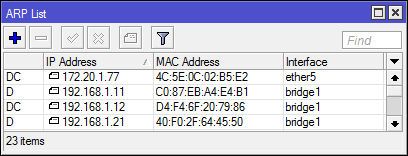 ARP List
Find
IP Address MAC Address Interface
DC 172.20.1.77 4C:5E:0C:02:B5:E2 ether5
D 192.168.1.11 C0:87:EB:A4:E4:B1 bridge1
DC 192.168.1.12 D4:F4:6F:20:79:86 bridge1
D 192.168.1.21 40:F0:2F:64:45:50 bridge1
23 items